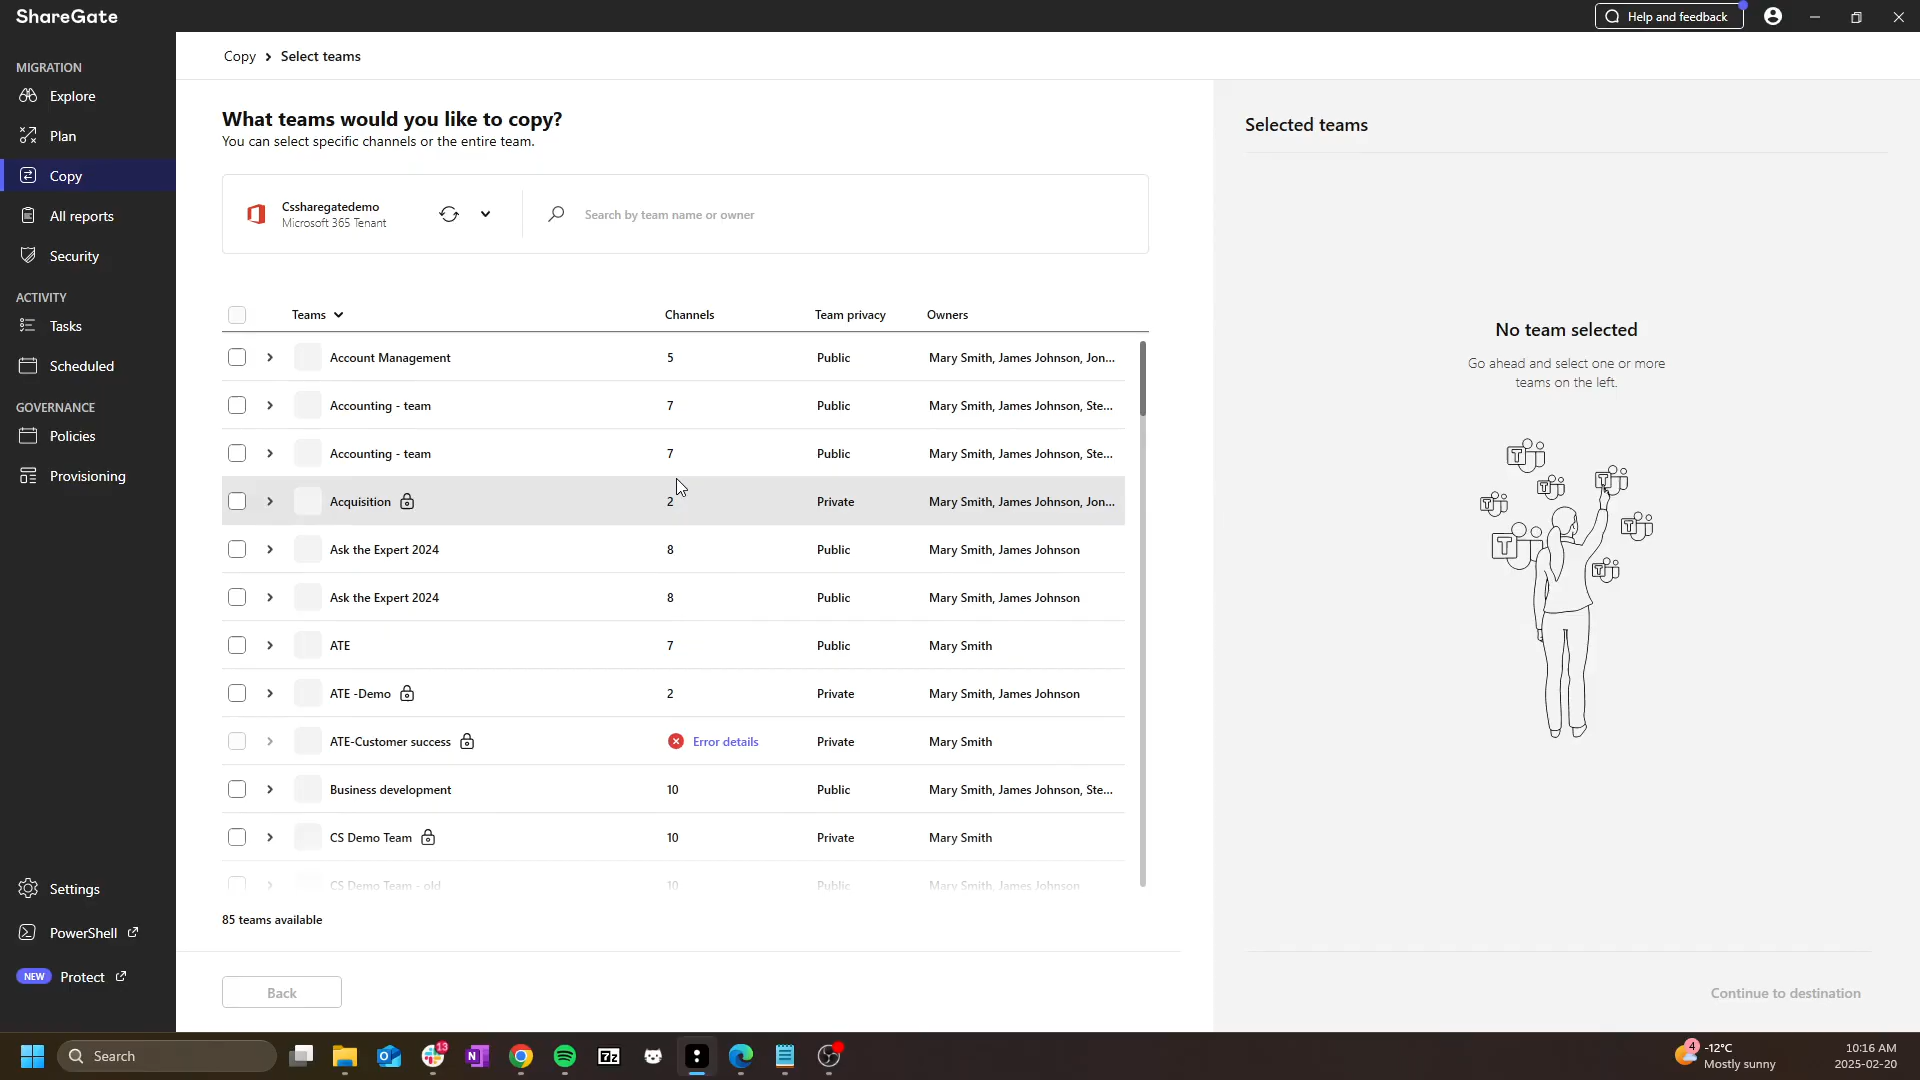 ShareGate
Help and feedback
MIGRATION
Explore
Plan
Copy
All reports
Security
ACTIVITY
Tasks
Scheduled
GOVERNANCE
Policies
Provisioning
Settings
PowerShell
NEW Protect
Copy > Select teams
What teams would you like to copy?
You can select specific channels or the entire team.
Cssharegatedemo
Microsoft 365 Tenant
Search by team name or owner
Teams Channels Team privacy Owners
Account Management 5 Public Mary Smith, James Johnson, Jon...
Accounting - team 7 Public Mary Smith, James Johnson, Ste...
Accounting - team 7 Public Mary Smith, James Johnson, Ste...
Acquisition 2 Private Mary Smith, James Johnson, Jon...
Ask the Expert 2024 8 Public Mary Smith, James Johnson
Ask the Expert 2024 8 Public Mary Smith, James Johnson
ATE 7 Public Mary Smith
ATE -Demo 2 Private Mary Smith, James Johnson
ATE-Customer success Error details Private Mary Smith
Business development 10 Public Mary Smith, James Johnson, Ste...
CS Demo Team 10 Private Mary Smith
CS Demo Team - old 10 Public Mary Smith, James Johnson
85 teams available
Back
Selected teams
No team selected
Go ahead and select one or more
teams on the left.
Continue to destination
Search
13
4
-12°C
Mostly sunny
10:16 AM
2025-02-20